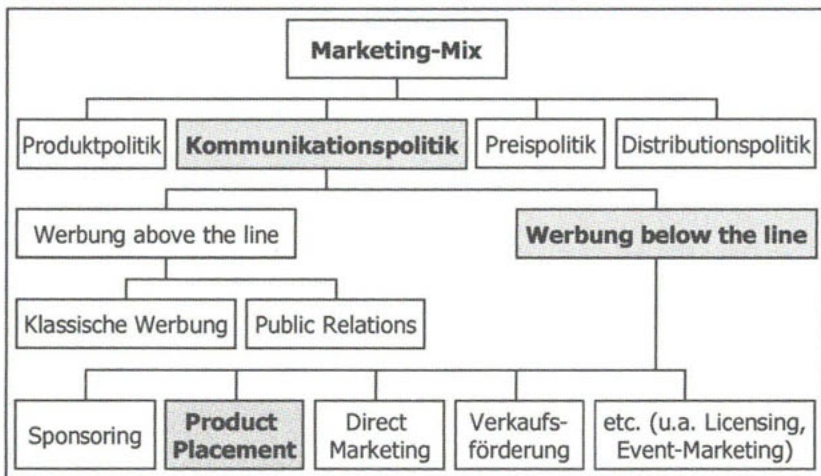 Marketing-Mix
Produktpolitik
Kommunikationspolitik
Preispolitik
Distributionspolitik
Werbung above the line
Werbung below the line
Klassische Werbung
Public Relations
Sponsoring
Product
Placement
Direct
Marketing
Verkaufs-
förderung
etc. (u.a. Licensing,
Event-Marketing)